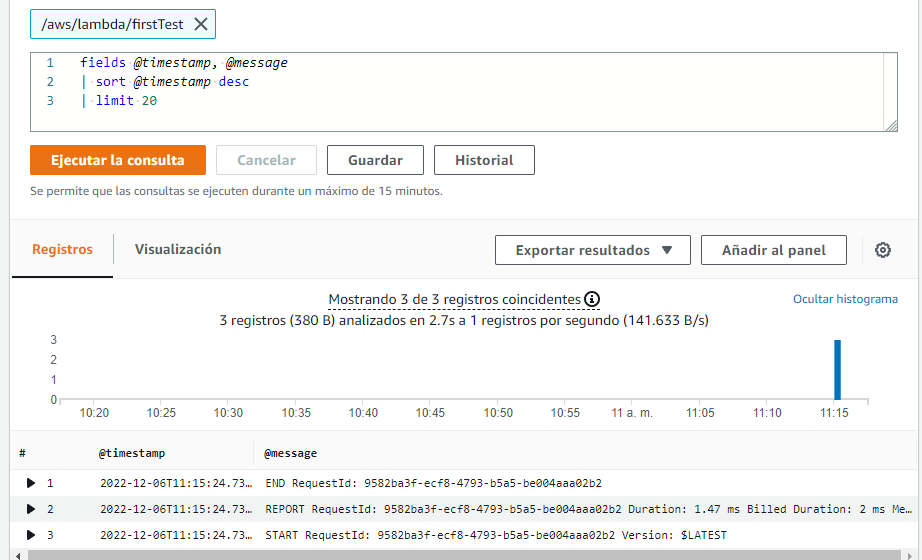 /aws/lambda/firstTest
1 fields @timestamp, @message
2 | sort @timestamp desc
3 | limit 20
Ejecutar la consulta Cancelar Guardar Historial
Se permite que las consultas se ejecuten durante un máximo de 15 minutos.
Registros Visualización Exportar resultados Añadir al panel
Mostrando 3 de 3 registros coincidentes Ocultar histograma
3 registros (380 B) analizados en 2.7s a 1 registros por segundo (141.633 B/s)
3
2
1
0
10:20 10:25 10:30 10:35 10:40 10:45 10:50 10:55 11 a. m. 11:05 11:10 11:15
# @timestamp @message
1 2022-12-06T11:15:24.73… END RequestId: 9582ba3f-ecf8-4793-b5a5-be004aaa02b2
2 2022-12-06T11:15:24.73… REPORT RequestId: 9582ba3f-ecf8-4793-b5a5-be004aaa02b2 Duration: 1.47 ms Billed Duration: 2 ms Me…
3 2022-12-06T11:15:24.73… START RequestId: 9582ba3f-ecf8-4793-b5a5-be004aaa02b2 Version: $LATEST